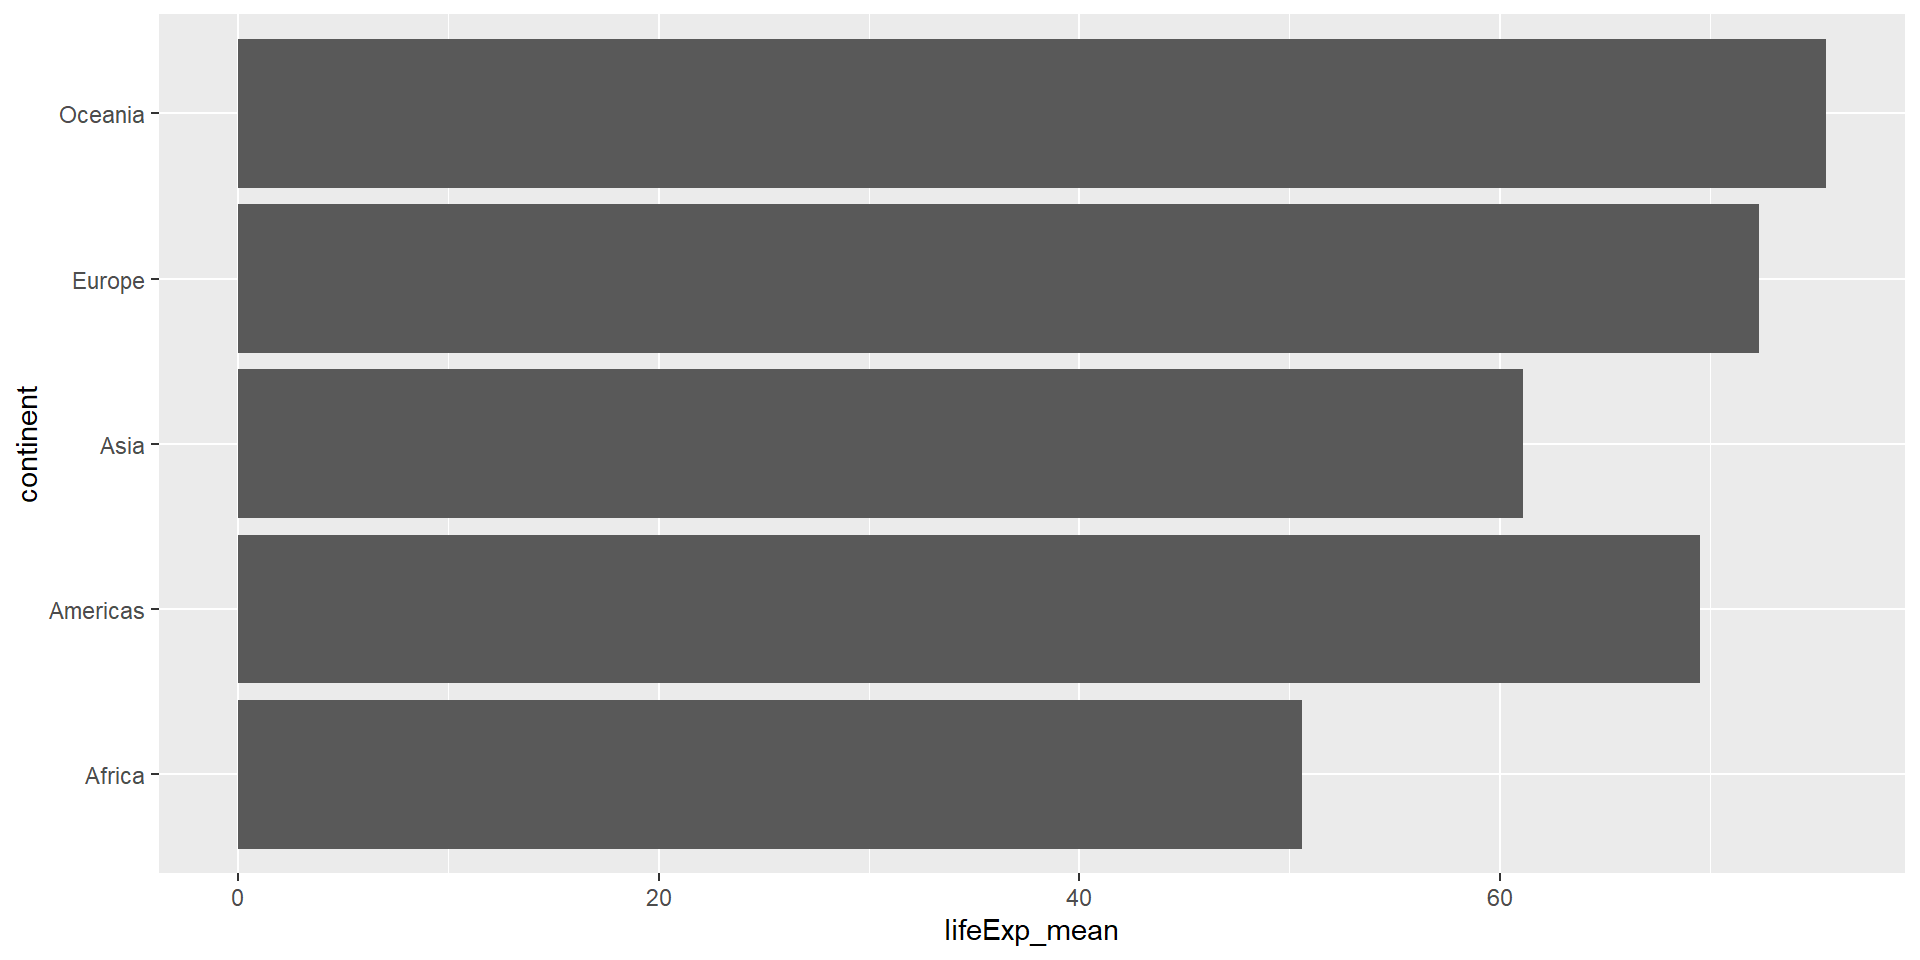 continent
Oceania
Europe
Asia
Americas
Africa
0 20 40 60
lifeExp_mean